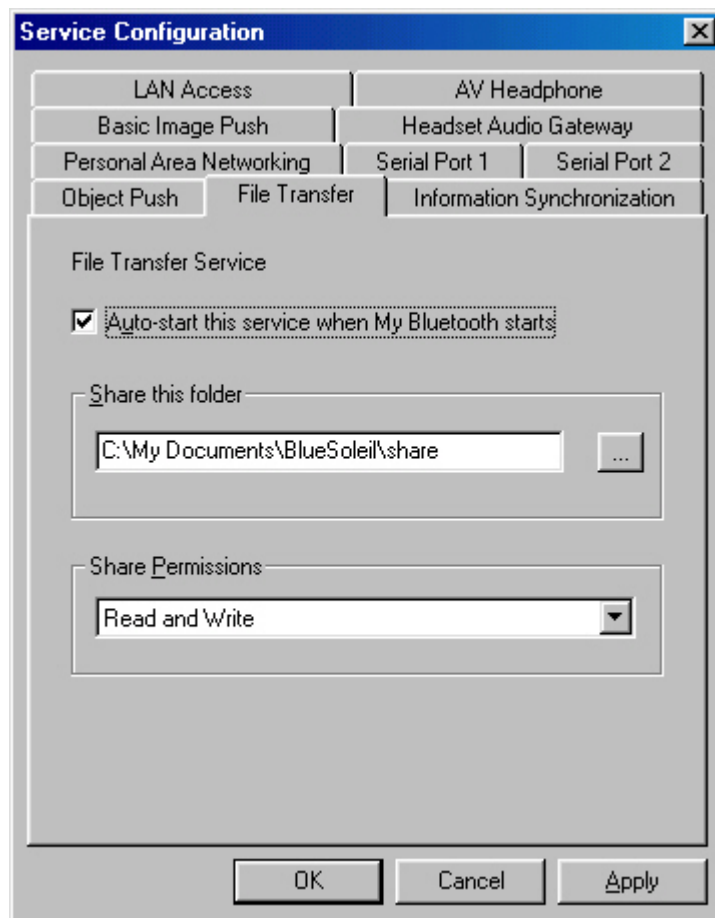 Service Configuration
LAN Access AV Headphone
Basic Image Push Headset Audio Gateway
Personal Area Networking Serial Port 1 Serial Port 2
Object Push File Transfer Information Synchronization
File Transfer Service
Auto-start this service when My Bluetooth starts
Share this folder
C:\My Documents\BlueSoleil\share
...
Share Permissions
Read and Write
OK Cancel Apply